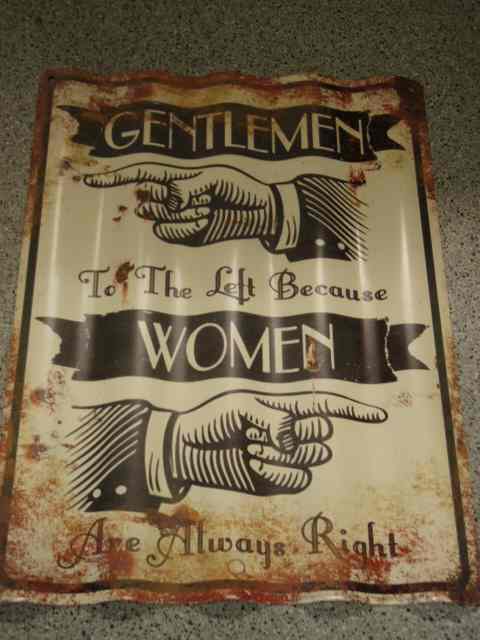 GENTLEMEN
To The Left Because
WOMEN
Are Always Right